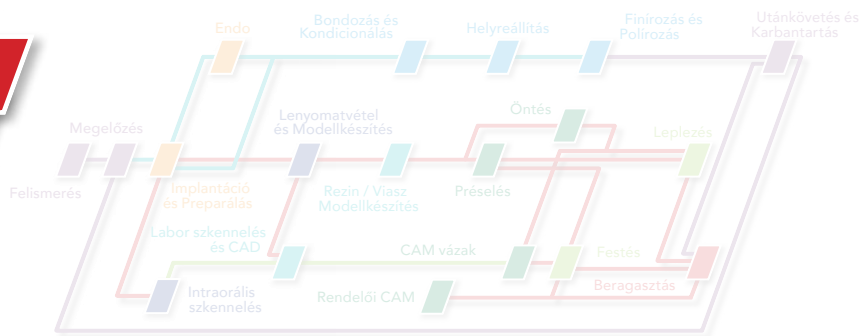 Endo
Bondozás és
Kondicionálás
Helyreállítás
Finírozás és
Polírozás
Utánkövetés és
Karbantartás
Megelőzés
Lenyomatvétel
és Modellkészítés
Öntés
Leplezés
Felismerés
Implantáció
és Preparálás
Rezin / Viasz
Modellkészítés
Préselés
Labor szkennelés
és CAD
CAM vázak
Festés
Intraorális
szkennelés
Rendelői CAM
Beragasztás